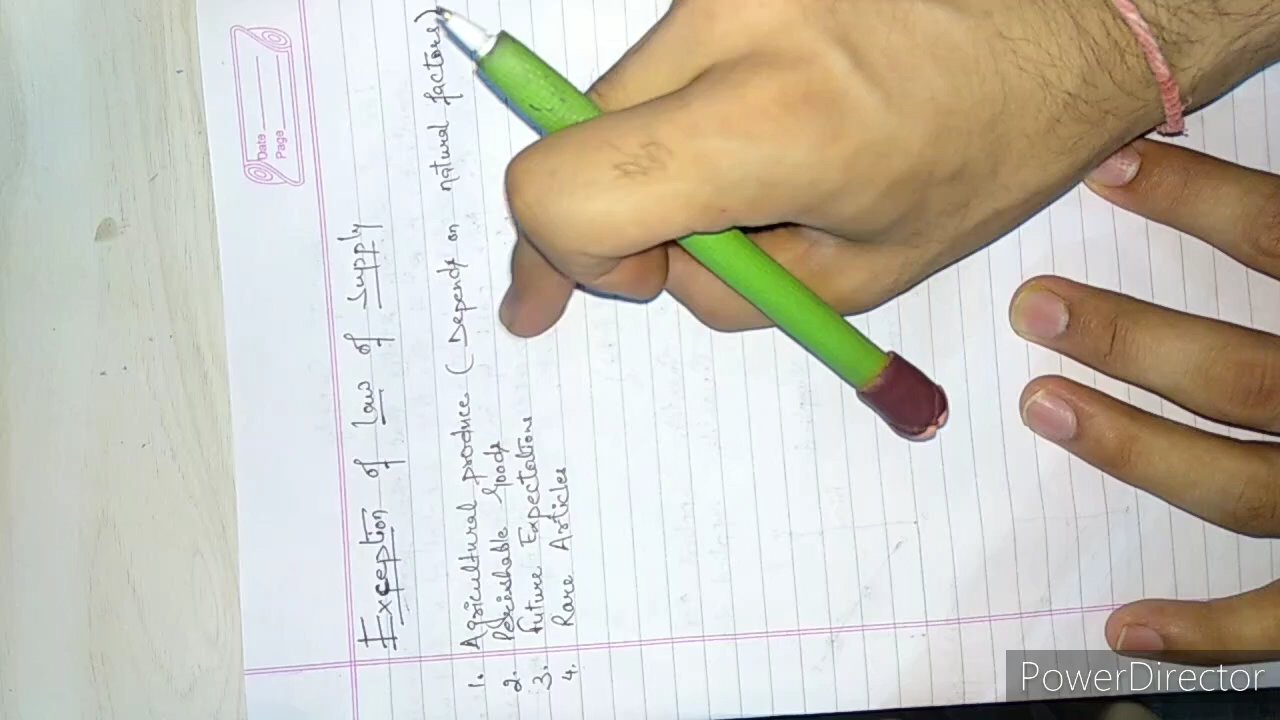 Date
Page
Exception of Law of Supply
1. Agricultural produce (Depends on natural factors)
2. Perishable Goods
3. Future Expectations
4. Rare Articles
PowerDirector